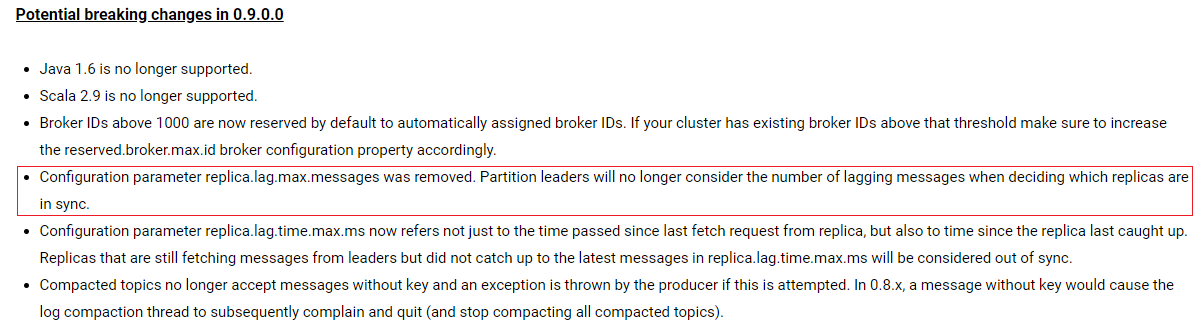 Potential breaking changes in 0.9.0.0
• Java 1.6 is no longer supported.
• Scala 2.9 is no longer supported.
• Broker IDs above 1000 are now reserved by default to automatically assigned broker IDs. If your cluster has existing broker IDs above that threshold make sure to increase
the reserved.broker.max.id broker configuration property accordingly.
• Configuration parameter replica.lag.max.messages was removed. Partition leaders will no longer consider the number of lagging messages when deciding which replicas are
in sync.
• Configuration parameter replica.lag.time.max.ms now refers not just to the time passed since last fetch request from replica, but also to time since the replica last caught up.
Replicas that are still fetching messages from leaders but did not catch up to the latest messages in replica.lag.time.max.ms will be considered out of sync.
• Compacted topics no longer accept messages without key and an exception is thrown by the producer if this is attempted. In 0.8.x, a message without key would cause the
log compaction thread to subsequently complain and quit (and stop compacting all compacted topics).